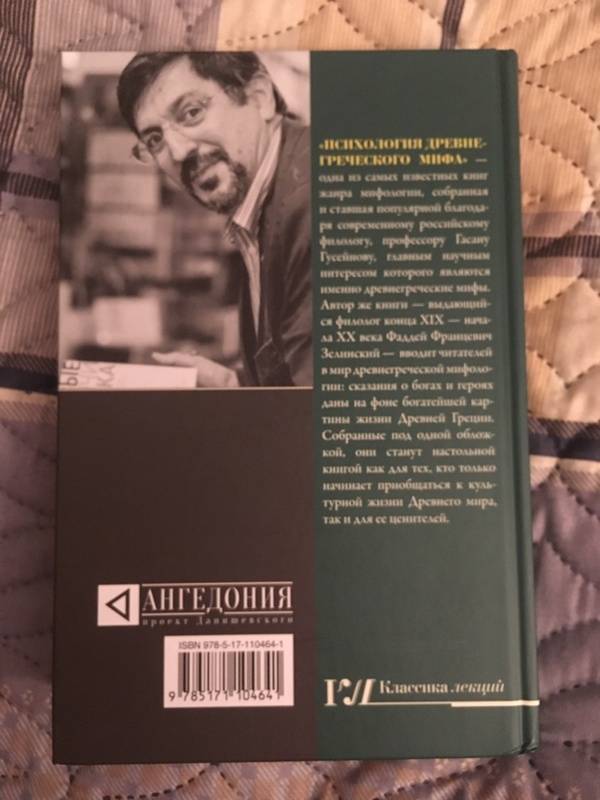 «ПСИХОЛОГИЯ ДРЕВНЕ-
ГРЕЧЕСКОГО МИФА» —
одна из самых известных книг
жанра мифологии, собранная
и ставшая популярной благода-
ря современному российскому
филологу, профессору Гасану
Гусейнову, главным научным
интересом которого являются
именно древнегреческие мифы.
Автор же книги — выдающий-
ся филолог конца XIX — нача-
ла XX века Фаддей Францевич
Зелинский — вводит читателей
в мир древнегреческой мифоло-
гии: сказания о богах и героях
даны на фоне богатейшей кар-
тины жизни Древней Греции.
Собранные под одной облож-
кой, они станут настольной
книгой как для тех, кто только
начинает приобщаться к куль-
турной жизни Древнего мира,
так и для ее ценителей.
АНГЕДОНИЯ
проект Данишевского
ISBN 978-5-17-110464-1
9 785171 104641
КЛ Классика лекций